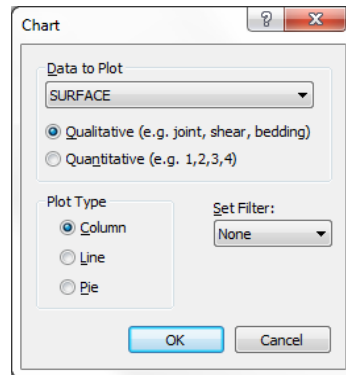 Chart
Data to Plot
SURFACE
Qualitative (e.g. joint, shear, bedding)
Quantitative (e.g. 1,2,3,4)
Plot Type
Column
Line
Pie
Set Filter:
None
OK
Cancel